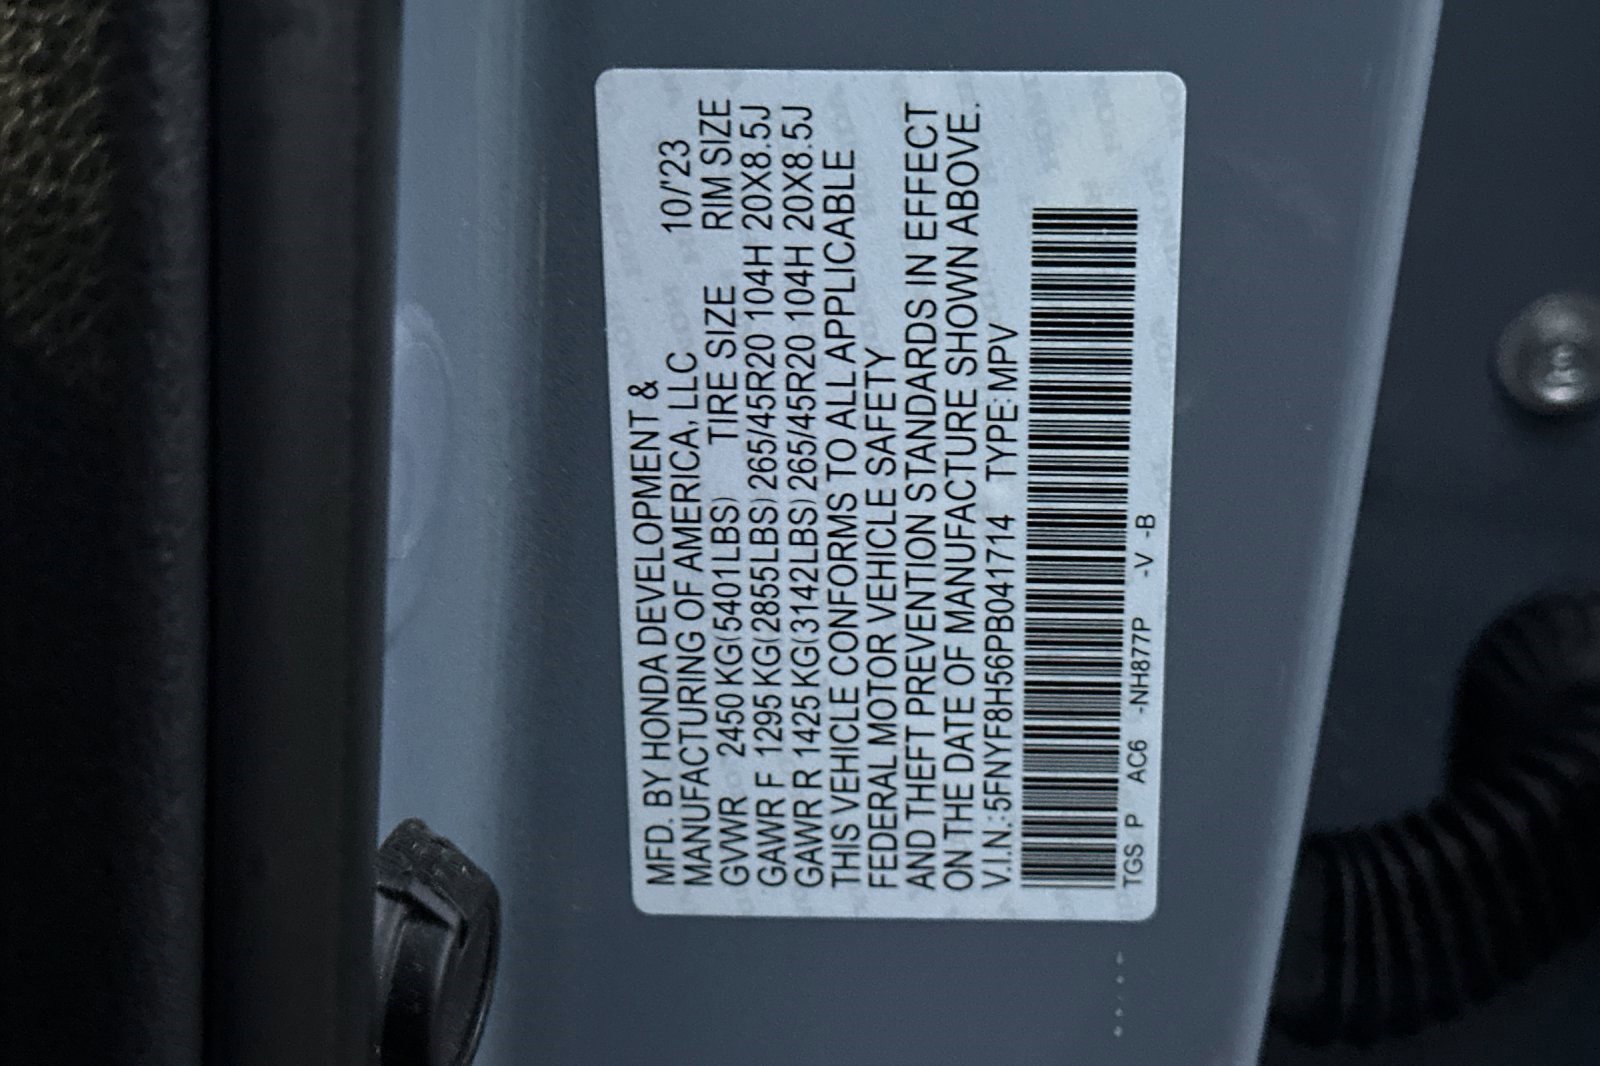 MFD. BY HONDA DEVELOPMENT &
MANUFACTURING OF AMERICA, LLC 10/'23
GVWR 2450 KG(5401LBS) TIRE SIZE RIM SIZE
GAWR F 1295 KG(2855LBS) 265/45R20 104H 20X8.5J
GAWR R 1425 KG(3142LBS) 265/45R20 104H 20X8.5J
THIS VEHICLE CONFORMS TO ALL APPLICABLE
FEDERAL MOTOR VEHICLE SAFETY
AND THEFT PREVENTION STANDARDS IN EFFECT
ON THE DATE OF MANUFACTURE SHOWN ABOVE.
V.I.N.:5FNYF8H56PB041714 TYPE:MPV
TGS P AC6 -NH877P -V -B